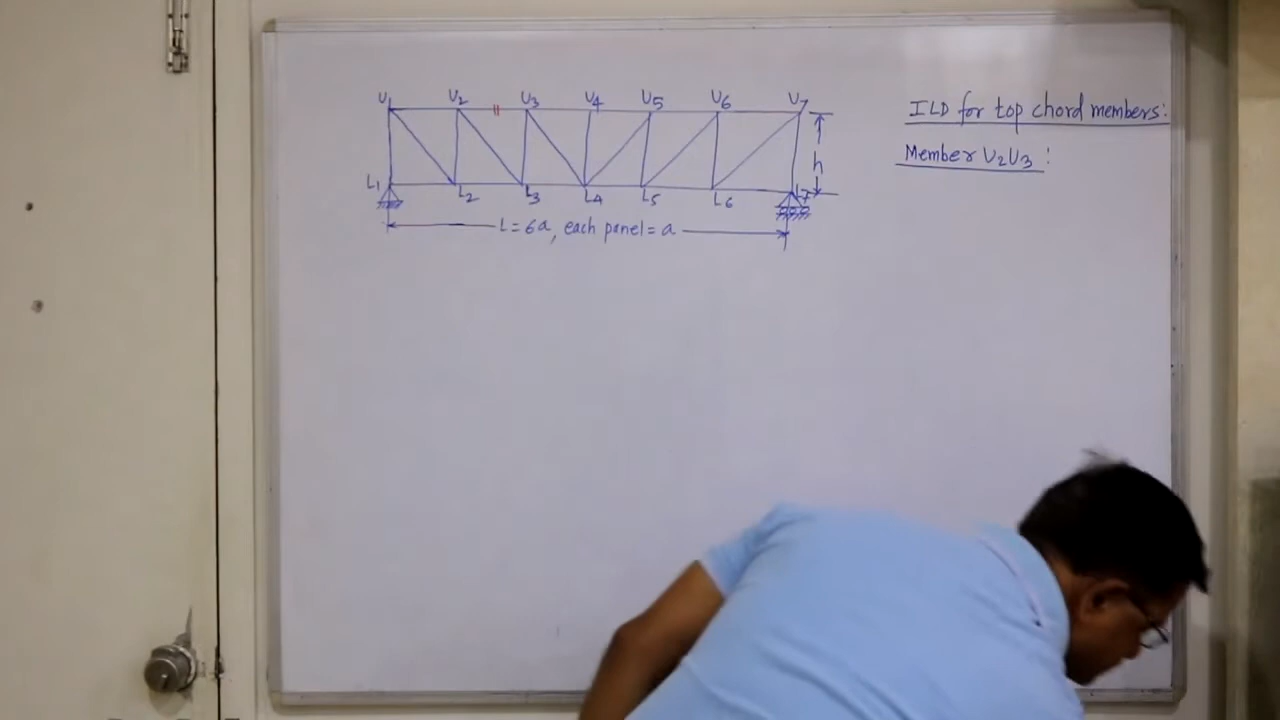 U1 U2 U3 U4 U5 U6 U7
L1 L2 L3 L4 L5 L6 L7
h
L=6a, each panel=a
ILD for top chord members:
Member U2U3: